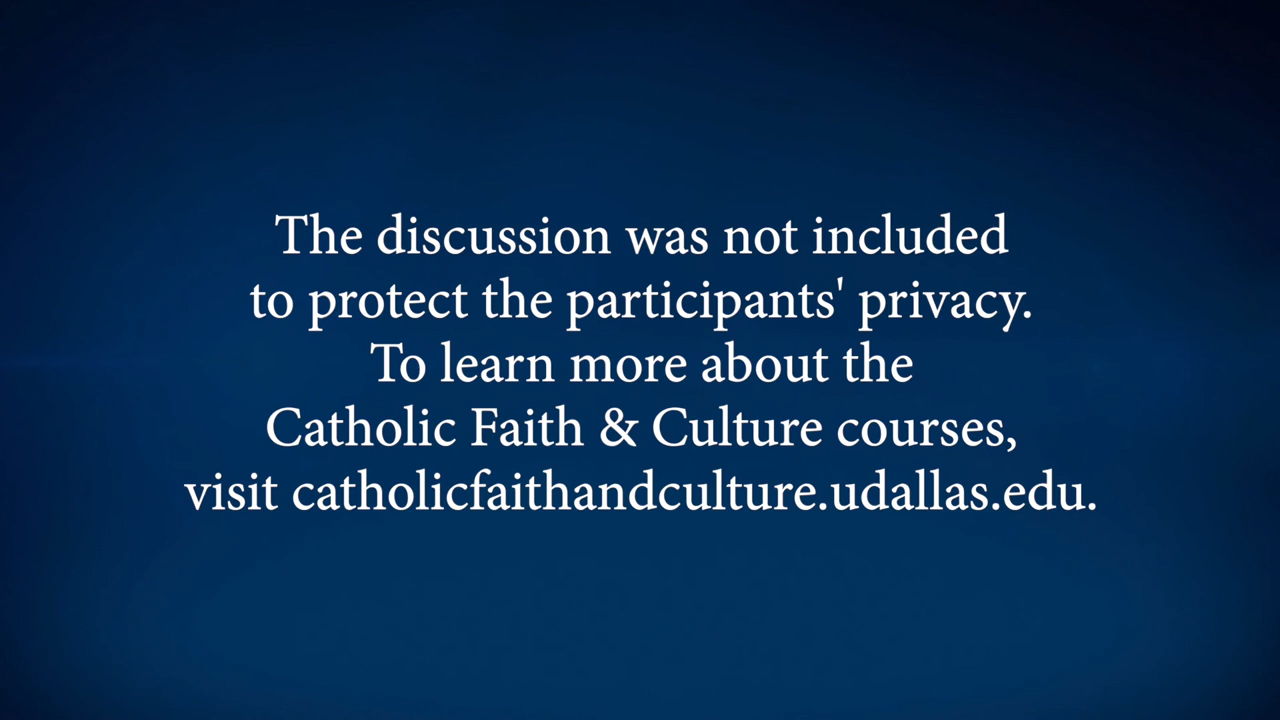 The discussion was not included
to protect the participants' privacy.
To learn more about the
Catholic Faith & Culture courses,
visit catholicfaithandculture.udallas.edu.